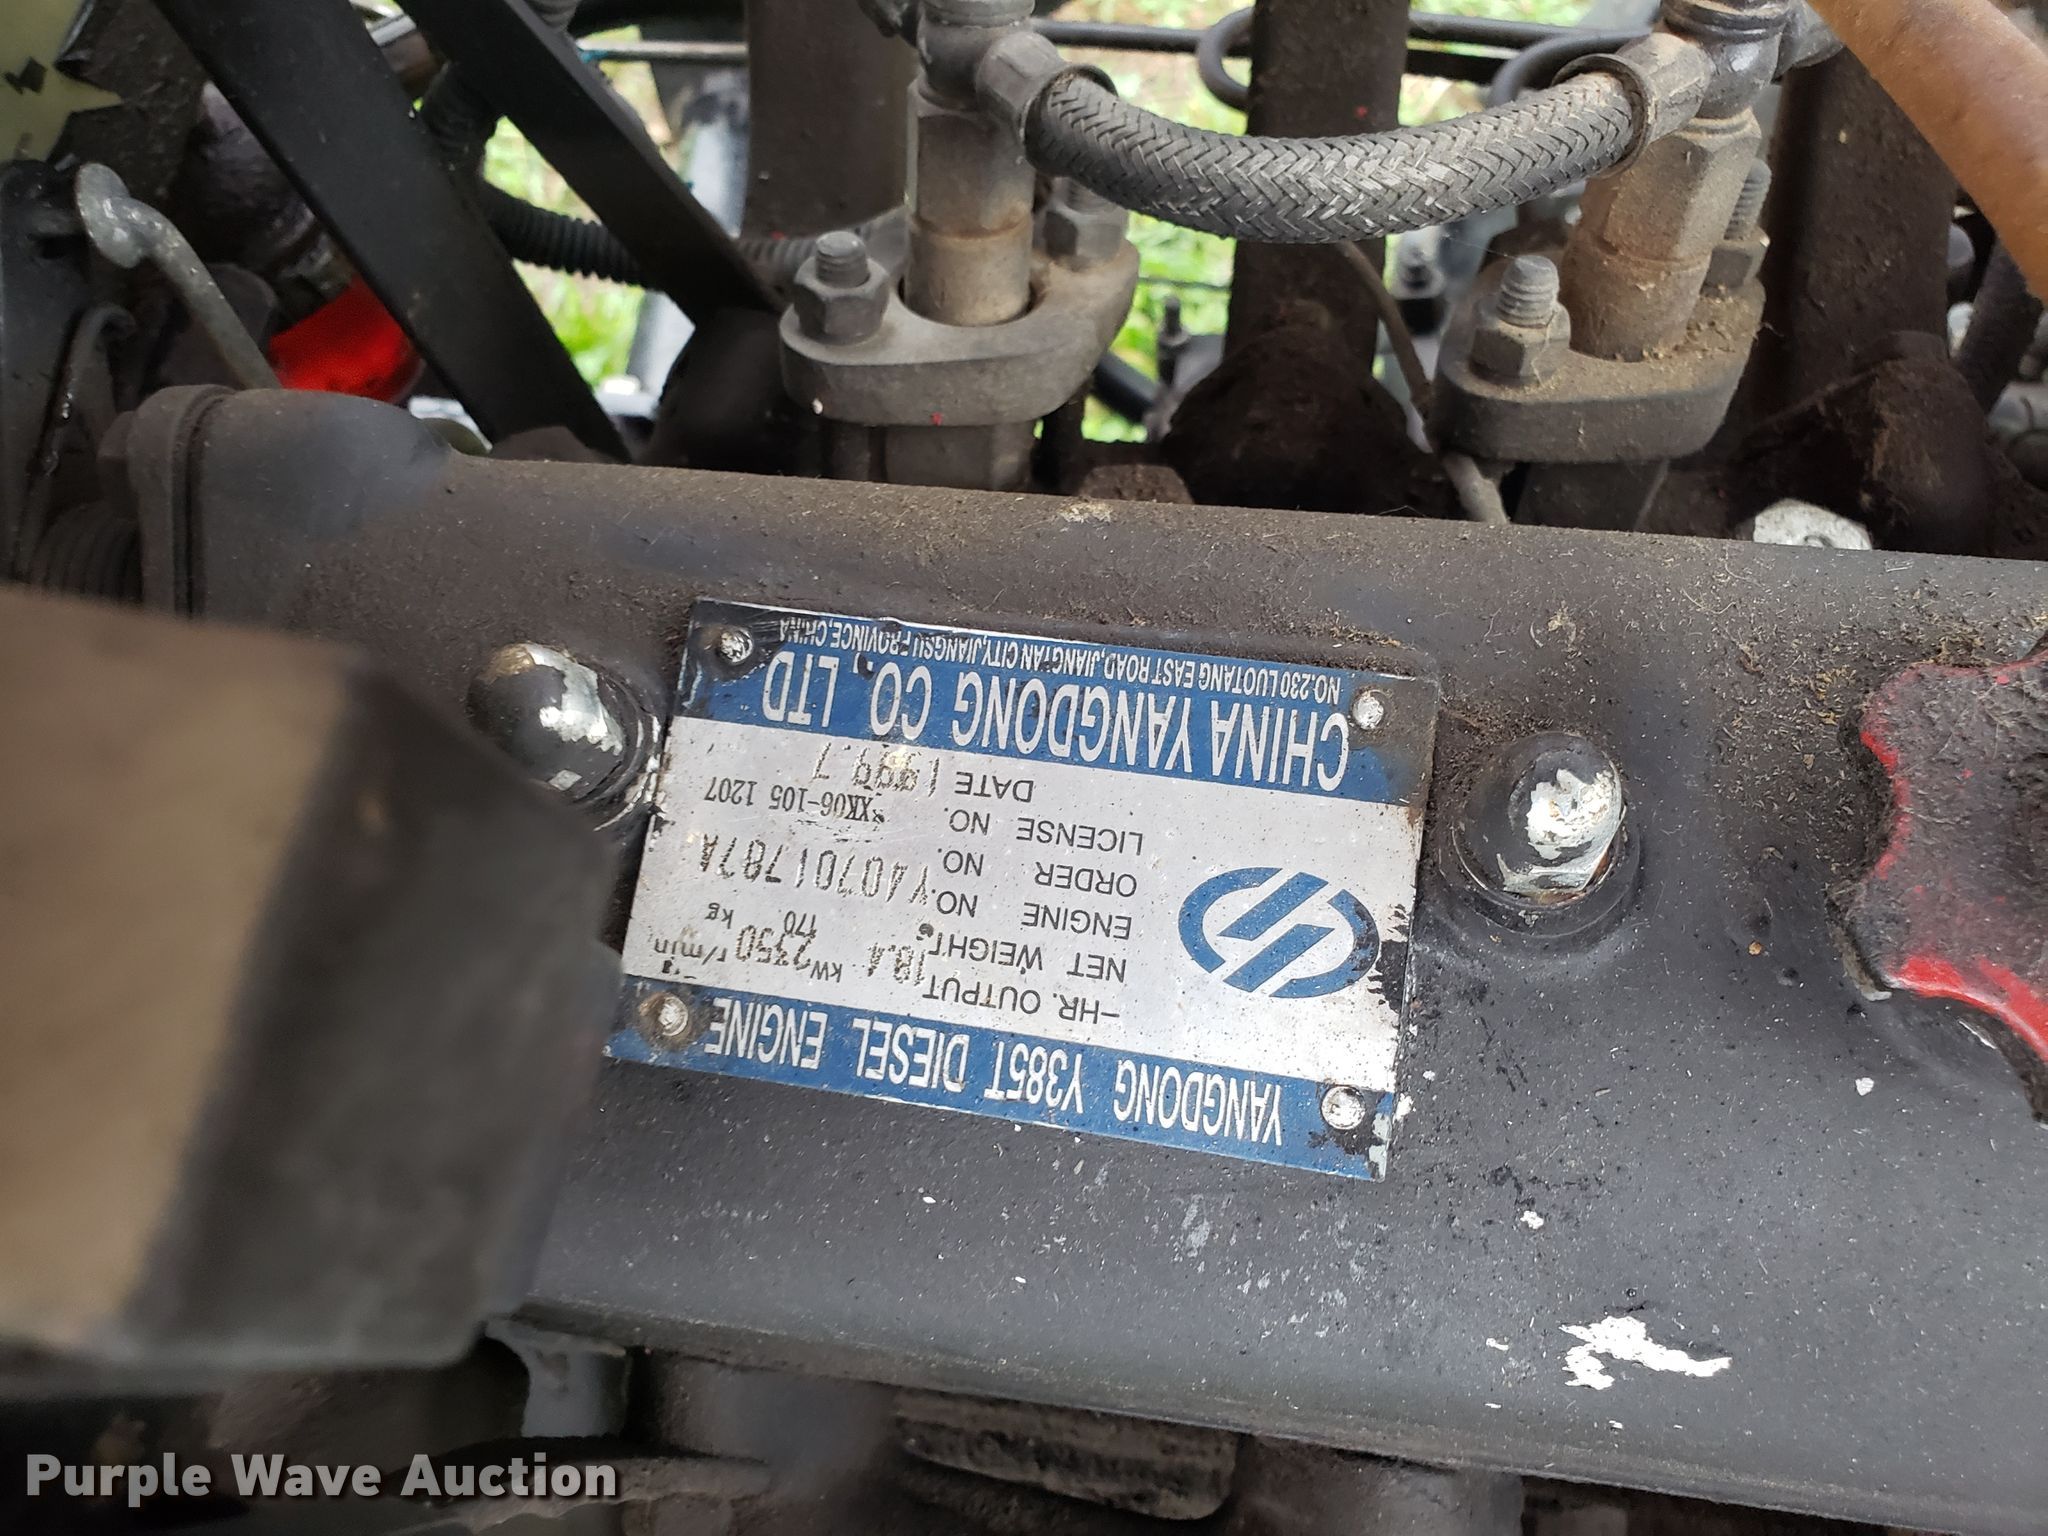 YANGDONG Y385T DIESEL ENGINE
-HR. OUTPUT 18.4 kW 2350 r/min
NET WEIGHT 170 kg
ENGINE NO. Y40701787A
ORDER NO.
LICENSE NO. XK06-105 1207
DATE 1999.7
CHINA YANGDONG CO., LTD
NO.230 LUOTANG EAST ROAD, JIANGYAN CITY, JIANGSU PROVINCE, CHINA
Purple Wave Auction